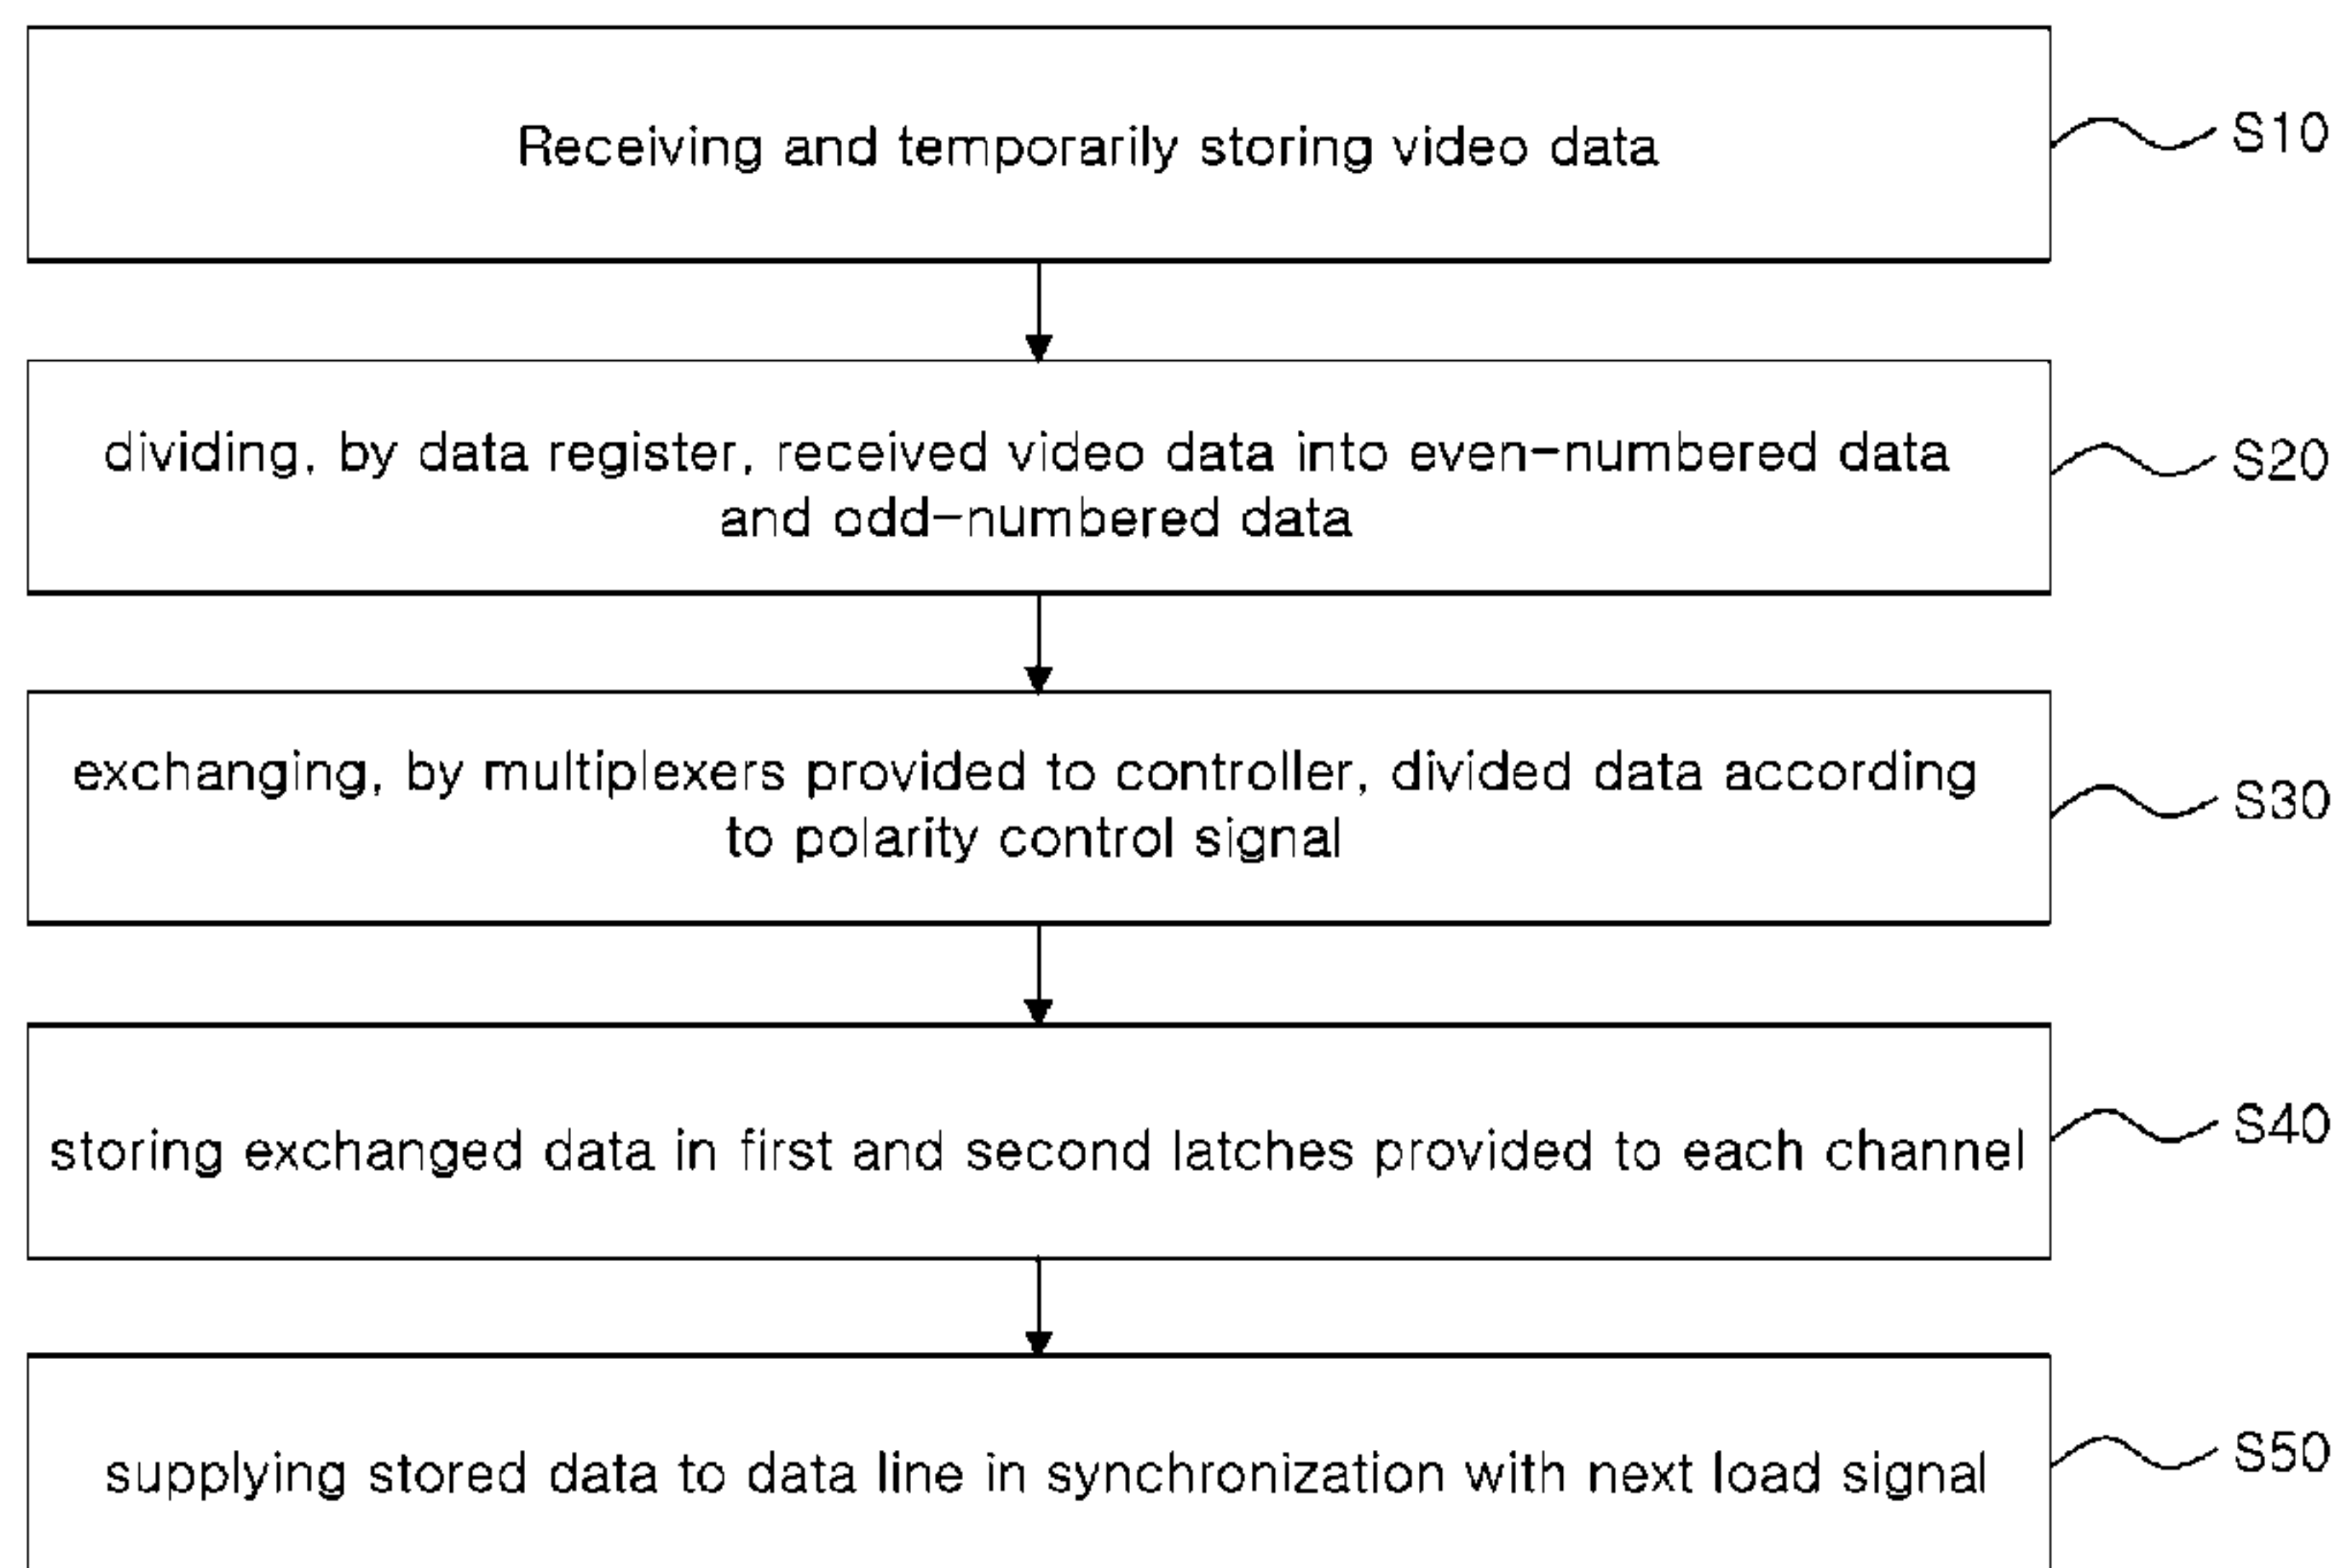 Receiving and temporarily storing video data
S10
dividing, by data register, received video data into even-numbered data
and odd-numbered data
S20
exchanging, by multiplexers provided to controller, divided data according
to polarity control signal
S30
storing exchanged data in first and second latches provided to each channel
S40
supplying stored data to data line in synchronization with next load signal
S50